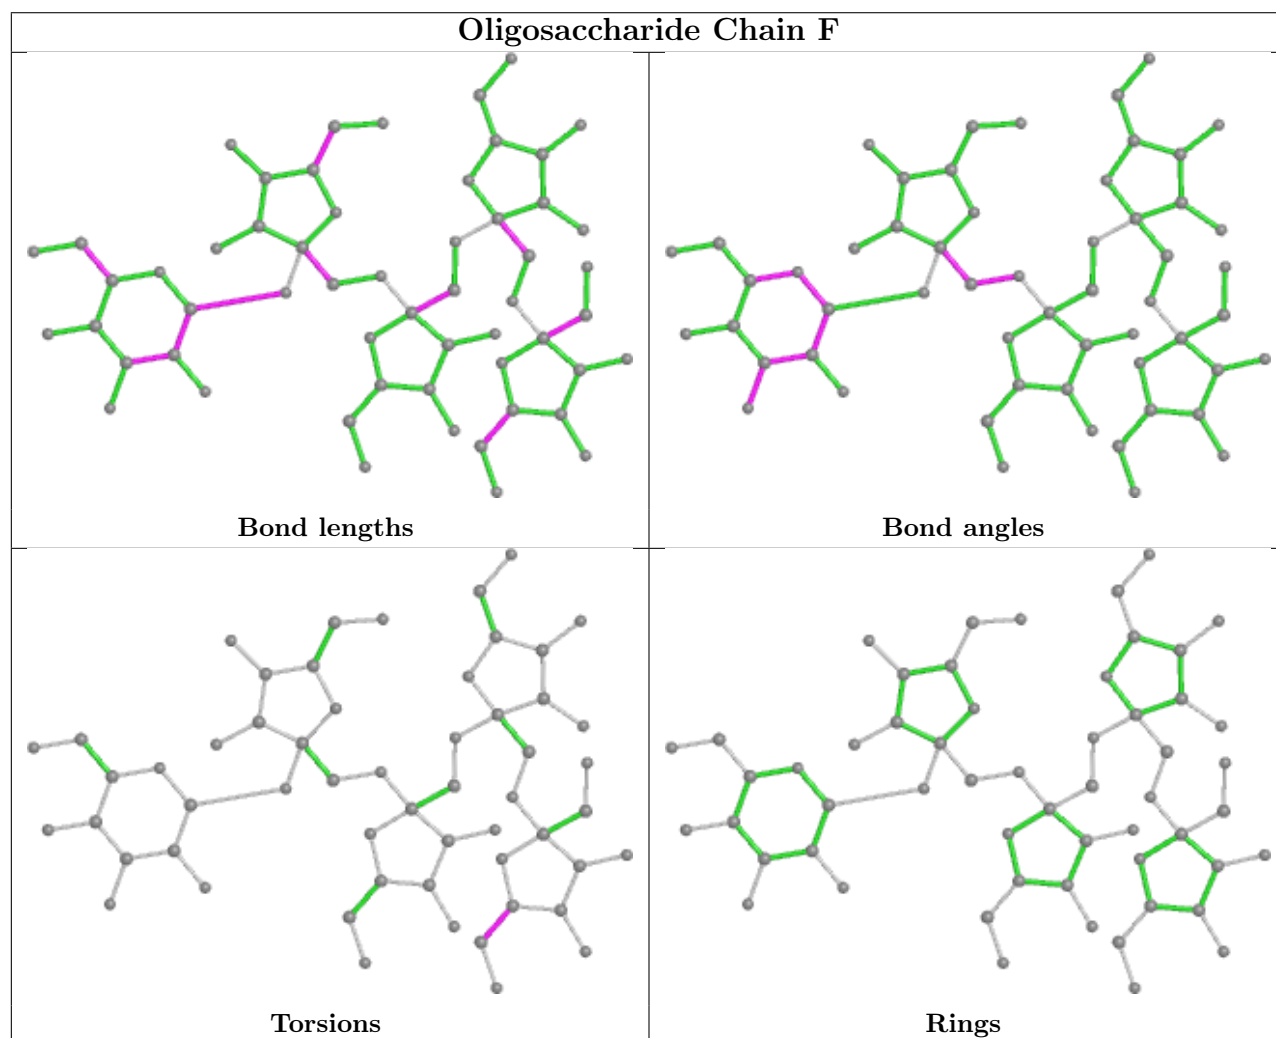 Oligosaccharide Chain F
Bond lengths
Bond angles
Torsions
Rings